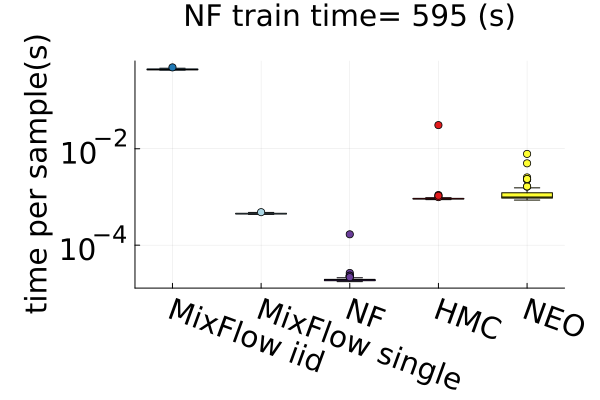 NF train time= 595 (s)
time per sample(s)
10⁻²
10⁻⁴
MixFlow iid
MixFlow single
NF
HMC
NEO